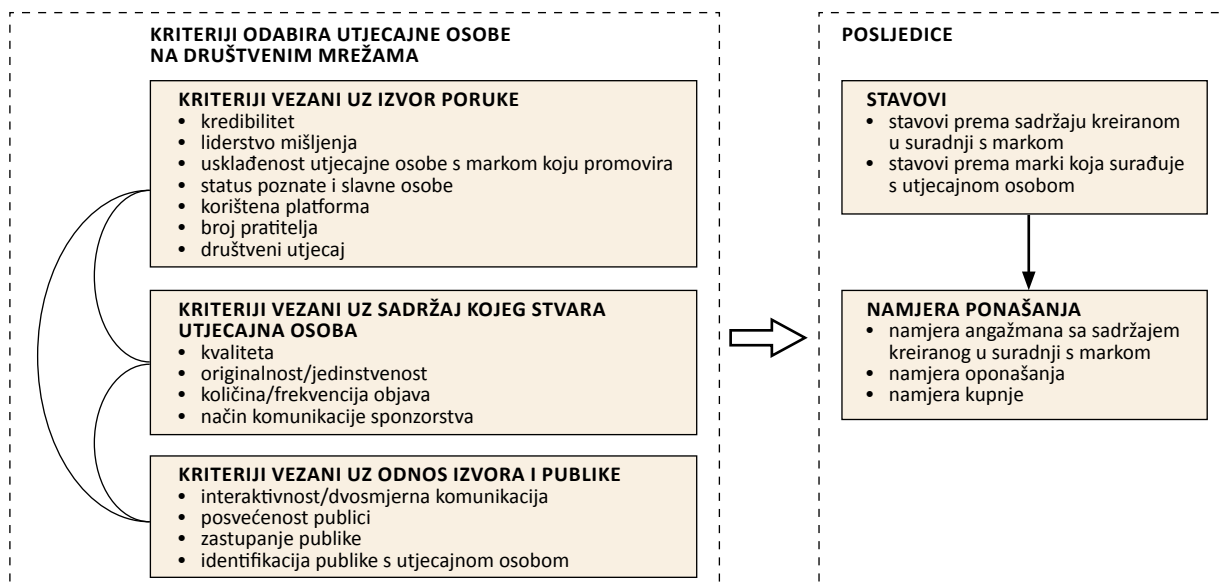 KRITERIJI ODABIRA UTJECAJNE OSOBE
NA DRUŠTVENIM MREŽAMA
KRITERIJI VEZANI UZ IZVOR PORUKE
• kredibilitet
• liderstvo mišljenja
• usklađenost utjecajne osobe s markom koju promovira
• status poznate i slavne osobe
• korištena platforma
• broj pratitelja
• društveni utjecaj
KRITERIJI VEZANI UZ SADRŽAJ KOJEG STVARA
UTJECAJNA OSOBA
• kvaliteta
• originalnost/jedinstvenost
• količina/frekvencija objava
• način komunikacije sponzorstva
KRITERIJI VEZANI UZ ODNOS IZVORA I PUBLIKE
• interaktivnost/dvosmjerna komunikacija
• posvećenost publici
• zastupanje publike
• identifikacija publike s utjecajnom osobom
POSLJEDICE
STAVOVI
• stavovi prema sadržaju kreiranom
u suradnji s markom
• stavovi prema marki koja surađuje
s utjecajnom osobom
NAMJERA PONAŠANJA
• namjera angažmana sa sadržajem
kreiranog u suradnji s markom
• namjera oponašanja
• namjera kupnje